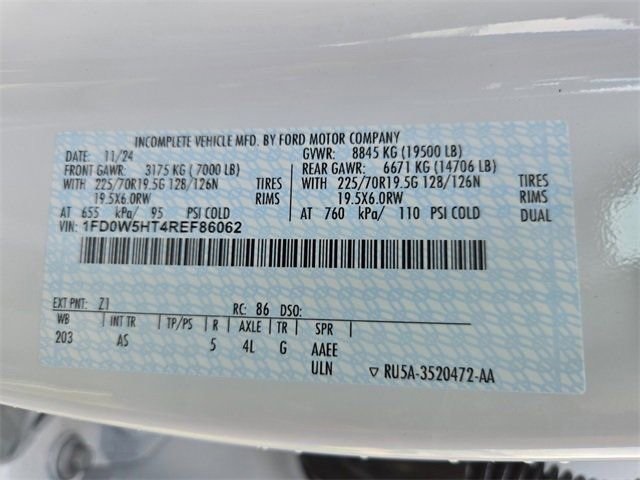 INCOMPLETE VEHICLE MFD. BY FORD MOTOR COMPANY
DATE: 11/24 GVWR: 8845 KG (19500 LB)
FRONT GAWR: 3175 KG (7000 LB) REAR GAWR: 6671 KG (14706 LB)
WITH 225/70R19.5G 128/126N TIRES WITH 225/70R19.5G 128/126N TIRES
19.5X6.0RW RIMS 19.5X6.0RW RIMS
AT 655 kPa/ 95 PSI COLD AT 760 kPa/ 110 PSI COLD DUAL
VIN: 1FD0W5HT4REF86062
EXT PNT: Z1 RC: 86 DSO:
WB INT TR TP/PS R AXLE TR SPR
203 AS 5 4L G AAEE
ULN ▽ RU5A-3520472-AA